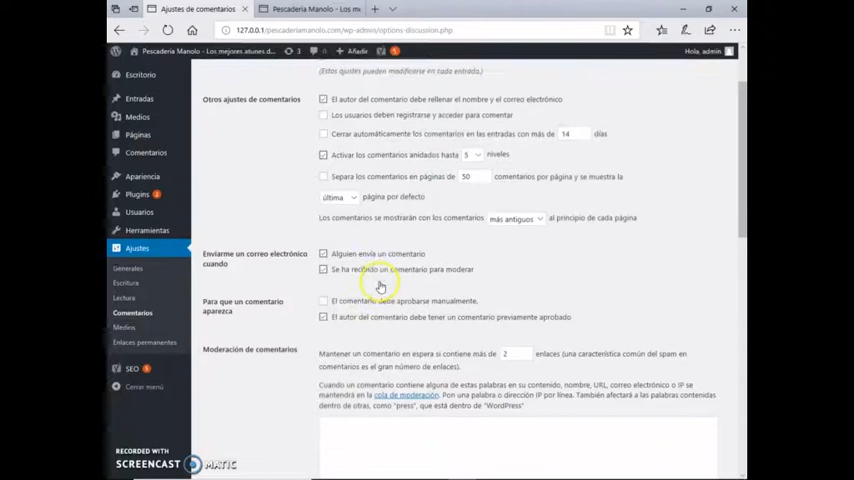 Ajustes de comentarios
Pescadería Manolo - Los me
127.0.0.1/pescaderiamanolo.com/wp-admin/options-discussion.php
Pescadería Manolo - Los mejores atunes d
3
0
Añadir
5
Hola, admin
Escritorio
Entradas
Medios
Páginas
Comentarios
Apariencia
Plugins 2
Usuarios
Herramientas
Ajustes
Generales
Escritura
Lectura
Comentarios
Medios
Enlaces permanentes
SEO 5
Cerrar menú
(Estos ajustes pueden modificarse en cada entrada.)
Otros ajustes de comentarios
El autor del comentario debe rellenar el nombre y el correo electrónico
Los usuarios deben registrarse y acceder para comentar
Cerrar automáticamente los comentarios en las entradas con más de 14 días
Activar los comentarios anidados hasta 5 niveles
Separa los comentarios en páginas de 50 comentarios por página y se muestra la
última página por defecto
Los comentarios se mostrarán con los comentarios más antiguos al principio de cada página
Enviarme un correo electrónico
cuando
Alguien envía un comentario
Se ha recibido un comentario para moderar
Para que un comentario
aparezca
El comentario debe aprobarse manualmente.
El autor del comentario debe tener un comentario previamente aprobado
Moderación de comentarios
Mantener un comentario en espera si contiene más de 2 enlaces (una característica común del spam en
comentarios es el gran número de enlaces).
Cuando un comentario contiene alguna de estas palabras en su contenido, nombre, URL, correo electrónico o IP se
mantendrá en la cola de moderación. Pon una palabra o dirección IP por línea. También afectará a las palabras contenidas
dentro de otras, como "press", que está dentro de "WordPress"
RECORDED WITH
SCREENCAST MATIC